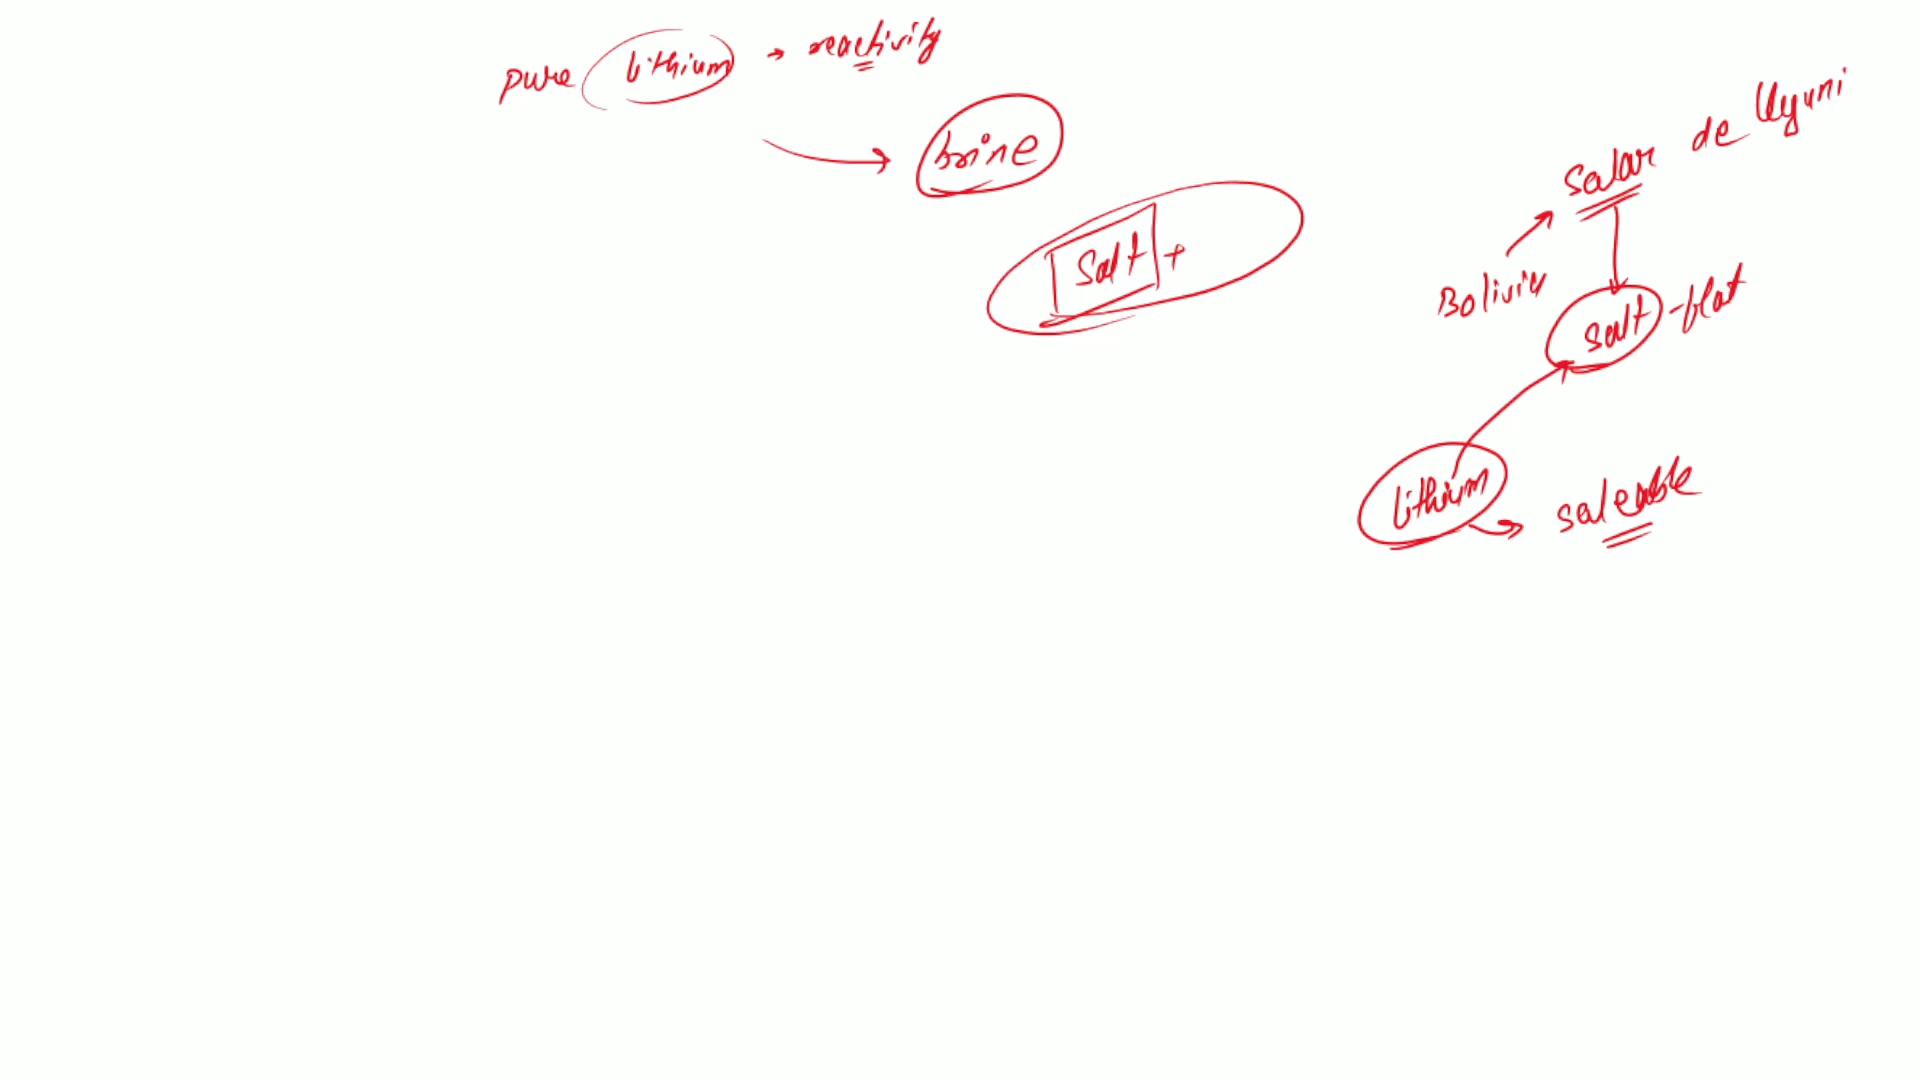 pure lithium → reactivity
→ brine
Salt +
Salar de Uyuni
Bolivia
salt-flat
lithium → saleable